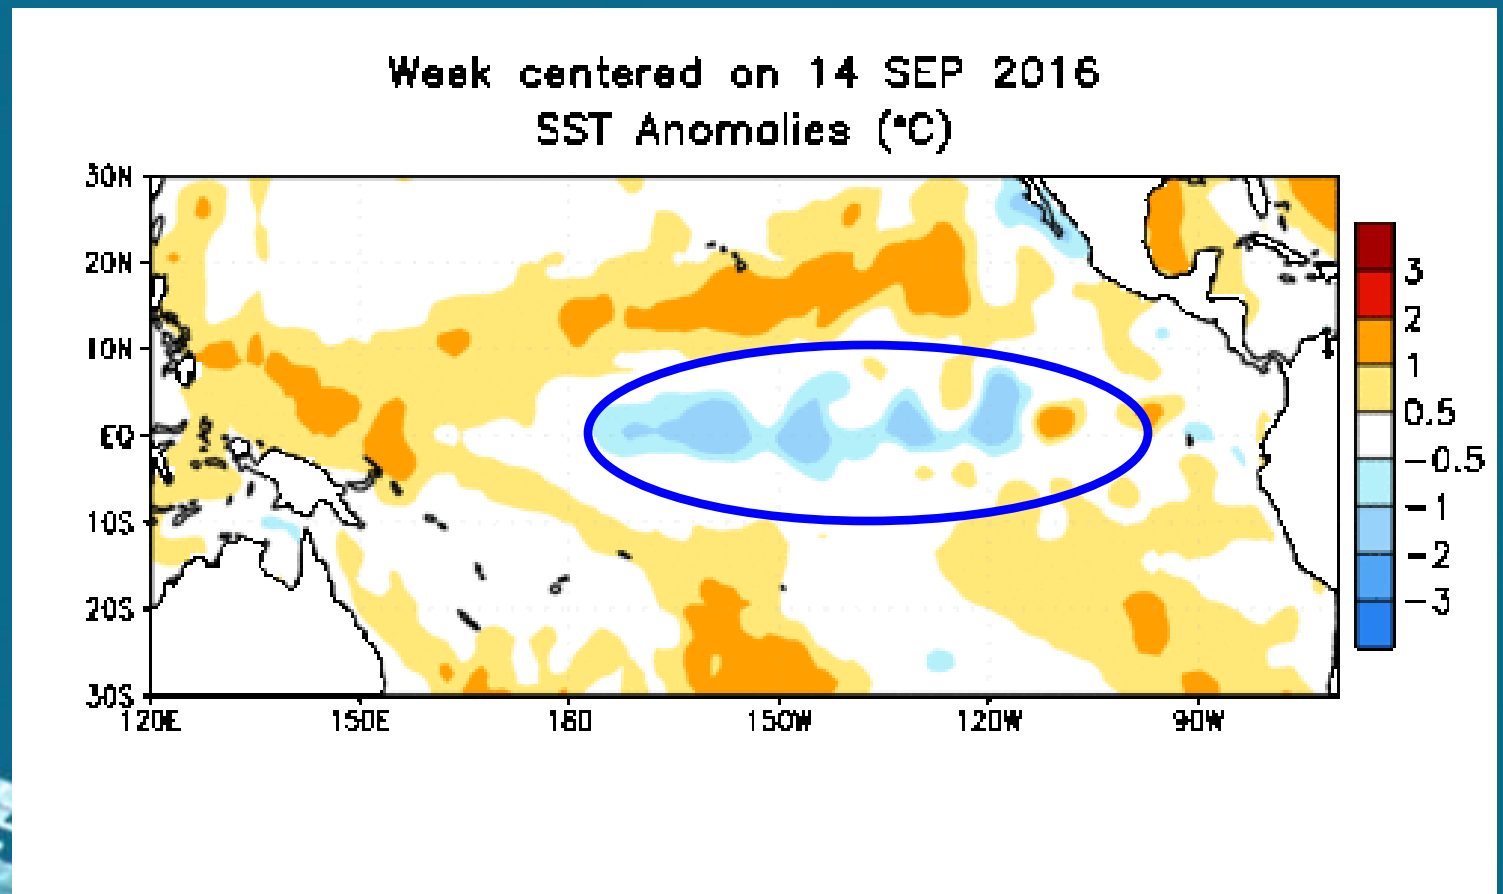 Week centered on 14 SEP 2016
SST Anomalies (°C)
30N
20N
10N
EQ
10S
20S
30S
120E 150E 180 150W 120W 90W
3
2
1
0.5
-0.5
-1
-2
-3